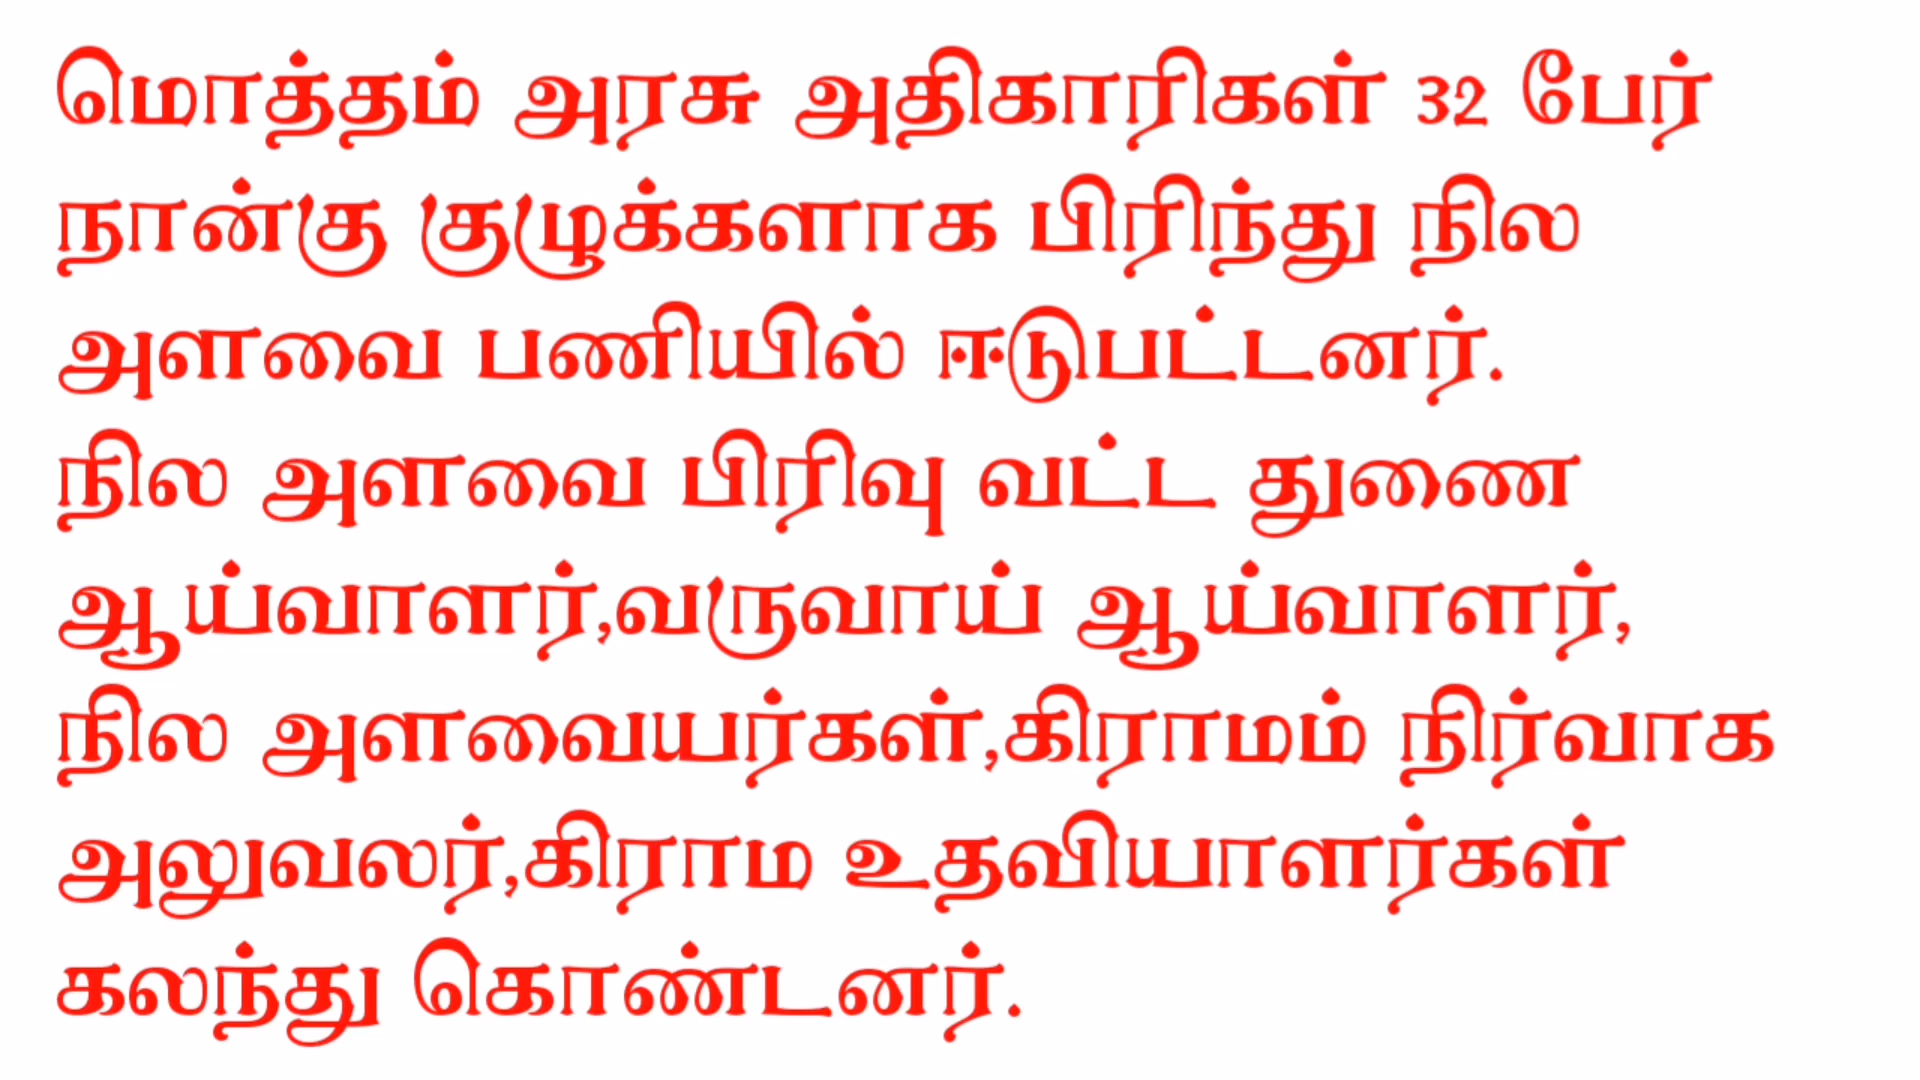 மொத்தம் அரசு அதிகாரிகள் 32 பேர்
நான்கு குழுக்களாக பிரிந்து நில
அளவை பணியில் ஈடுபட்டனர்.
நில அளவை பிரிவு வட்ட துணை
ஆய்வாளர்,வருவாய் ஆய்வாளர்,
நில அளவையர்கள்,கிராமம் நிர்வாக
அலுவலர்,கிராம உதவியாளர்கள்
கலந்து கொண்டனர்.